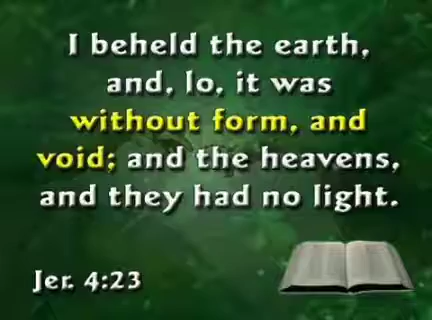 I beheld the earth,
and, lo, it was
without form, and
void; and the heavens,
and they had no light.
Jer. 4:23